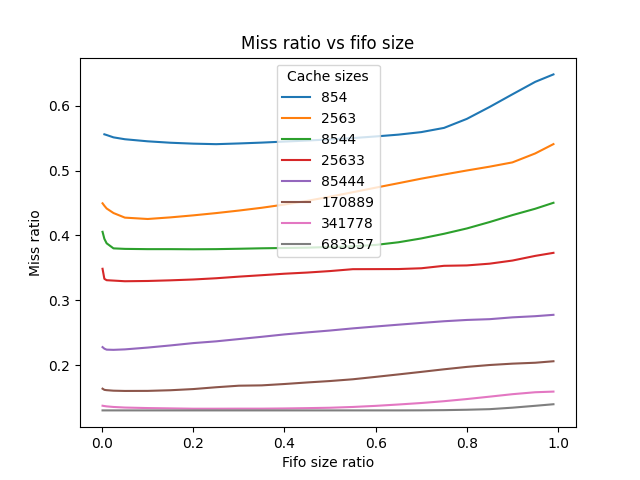 Miss ratio vs fifo size
Cache sizes
854
2563
8544
25633
85444
170889
341778
683557
Miss ratio
0.6
0.5
0.4
0.3
0.2
0.0 0.2 0.4 0.6 0.8 1.0
Fifo size ratio